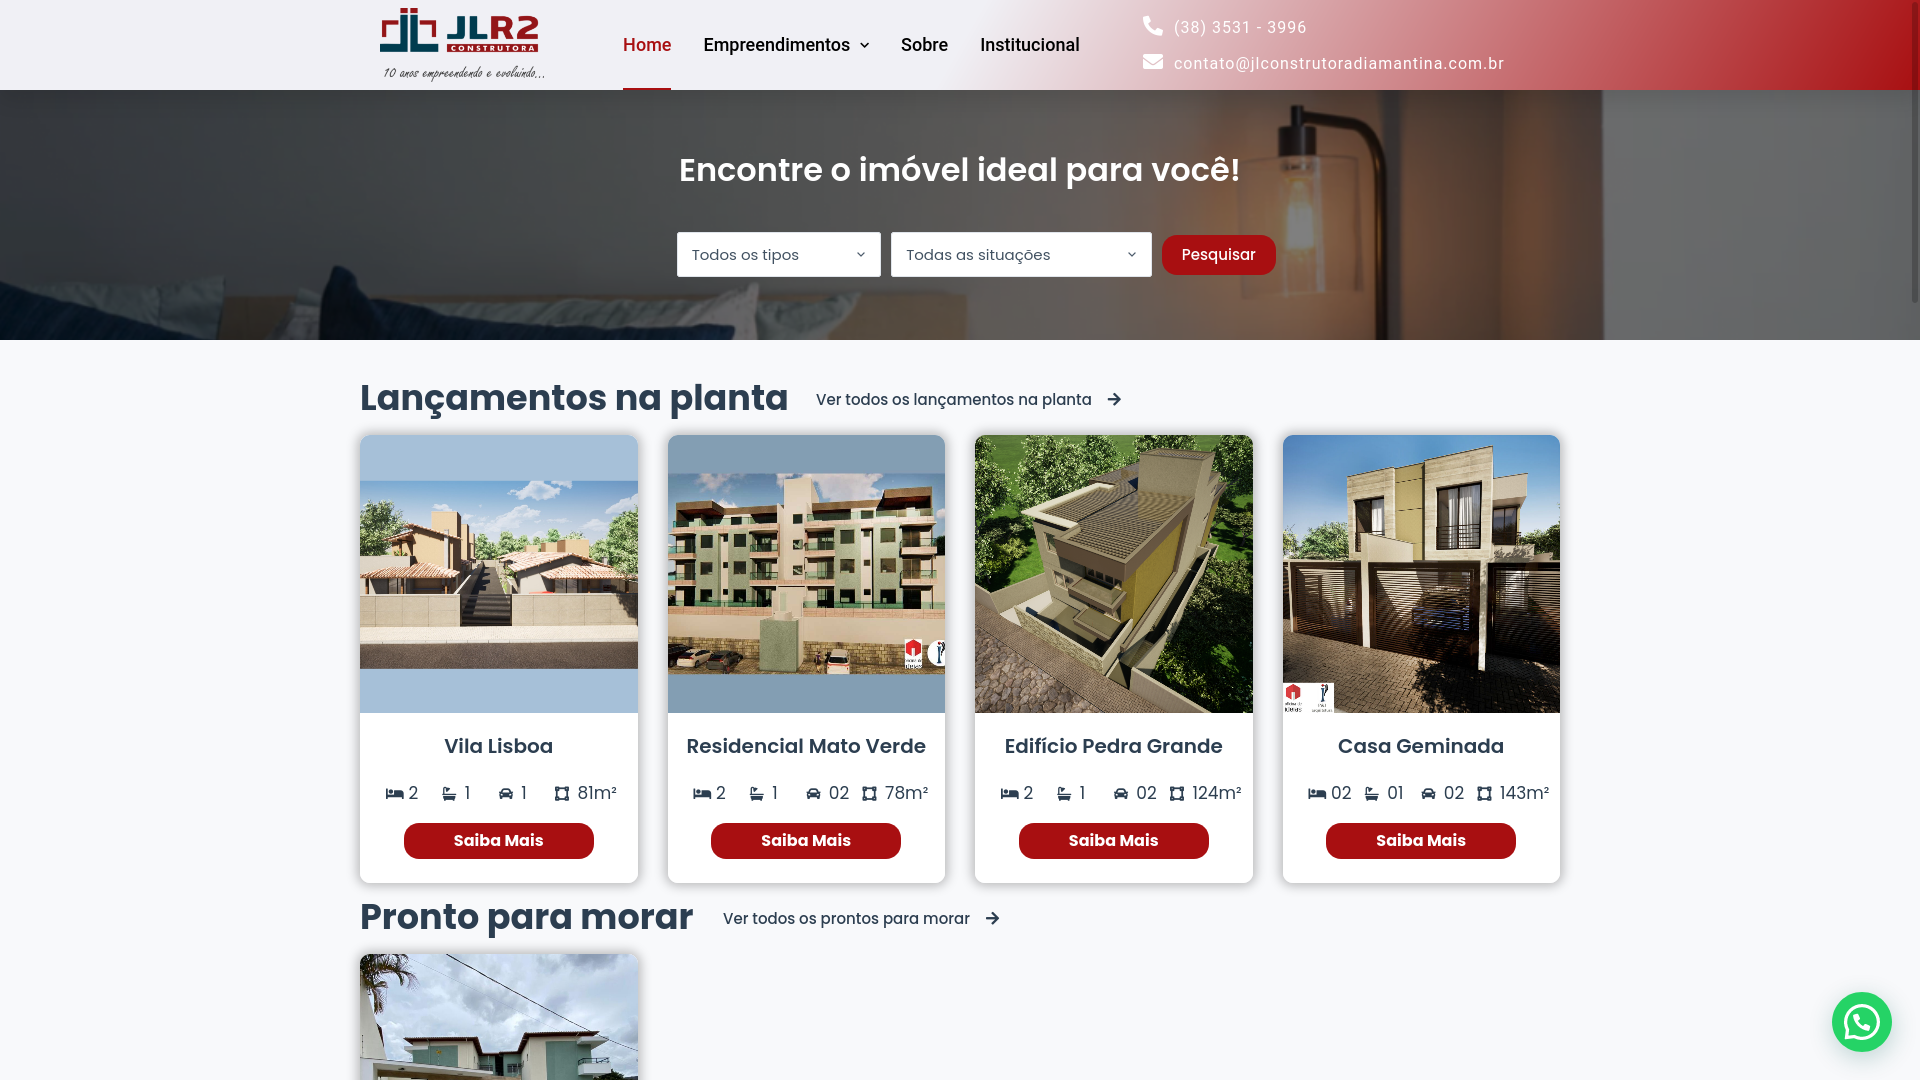 JLR2
CONSTRUTORA
10 anos empreendendo e evoluindo...
Home
Empreendimentos
Sobre
Institucional
(38) 3531 - 3996
contato@jlconstrutoradiamantina.com.br
Encontre o imóvel ideal para você!
Todos os tipos
Todas as situações
Pesquisar
Lançamentos na planta
Ver todos os lançamentos na planta
Vila Lisboa
2 1 1 81m²
Saiba Mais
Residencial Mato Verde
2 1 02 78m²
Saiba Mais
Edifício Pedra Grande
2 1 02 124m²
Saiba Mais
Casa Geminada
02 01 02 143m²
Saiba Mais
Pronto para morar
Ver todos os prontos para morar